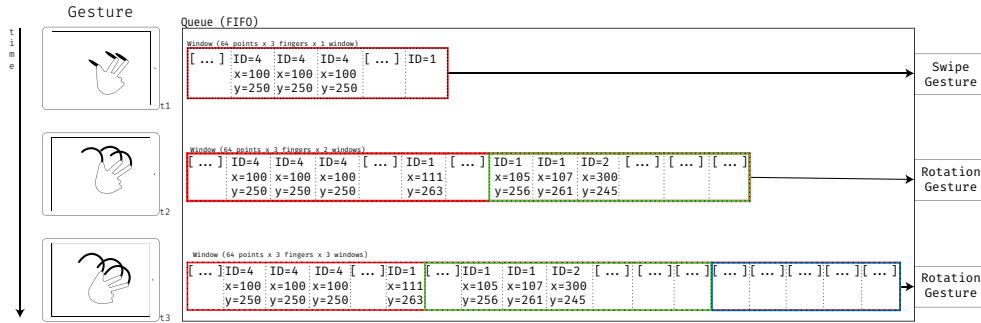 Gesture
Queue (FIFO)
time
Window (64 points x 3 fingers x 1 window)
[ ... ] ID=4 ID=4 ID=4 [ ... ] ID=1
x=100 x=100 x=100
y=250 y=250 y=250
Swipe
Gesture
t1
Window (64 points x 3 fingers x 2 windows)
[ ... ] ID=4 ID=4 ID=4 [ ... ] ID=1 [ ... ] ID=1 ID=1 ID=2 [ ... ] [ ... ] [ ... ]
x=100 x=100 x=100 x=111 x=105 x=107 x=300
y=250 y=250 y=250 y=263 y=256 y=261 y=245
Rotation
Gesture
t2
Window (64 points x 3 fingers x 3 windows)
[ ... ] ID=4 ID=4 ID=4 [ ... ] ID=1 [ ... ] ID=1 ID=1 ID=2 [ ... ] [ ... ] [ ... ] [ ... ] [ ... ] [ ... ] [ ... ] [ ... ]
x=100 x=100 x=100 x=111 x=105 x=107 x=300
y=250 y=250 y=250 y=263 y=256 y=261 y=245
Rotation
Gesture
t3